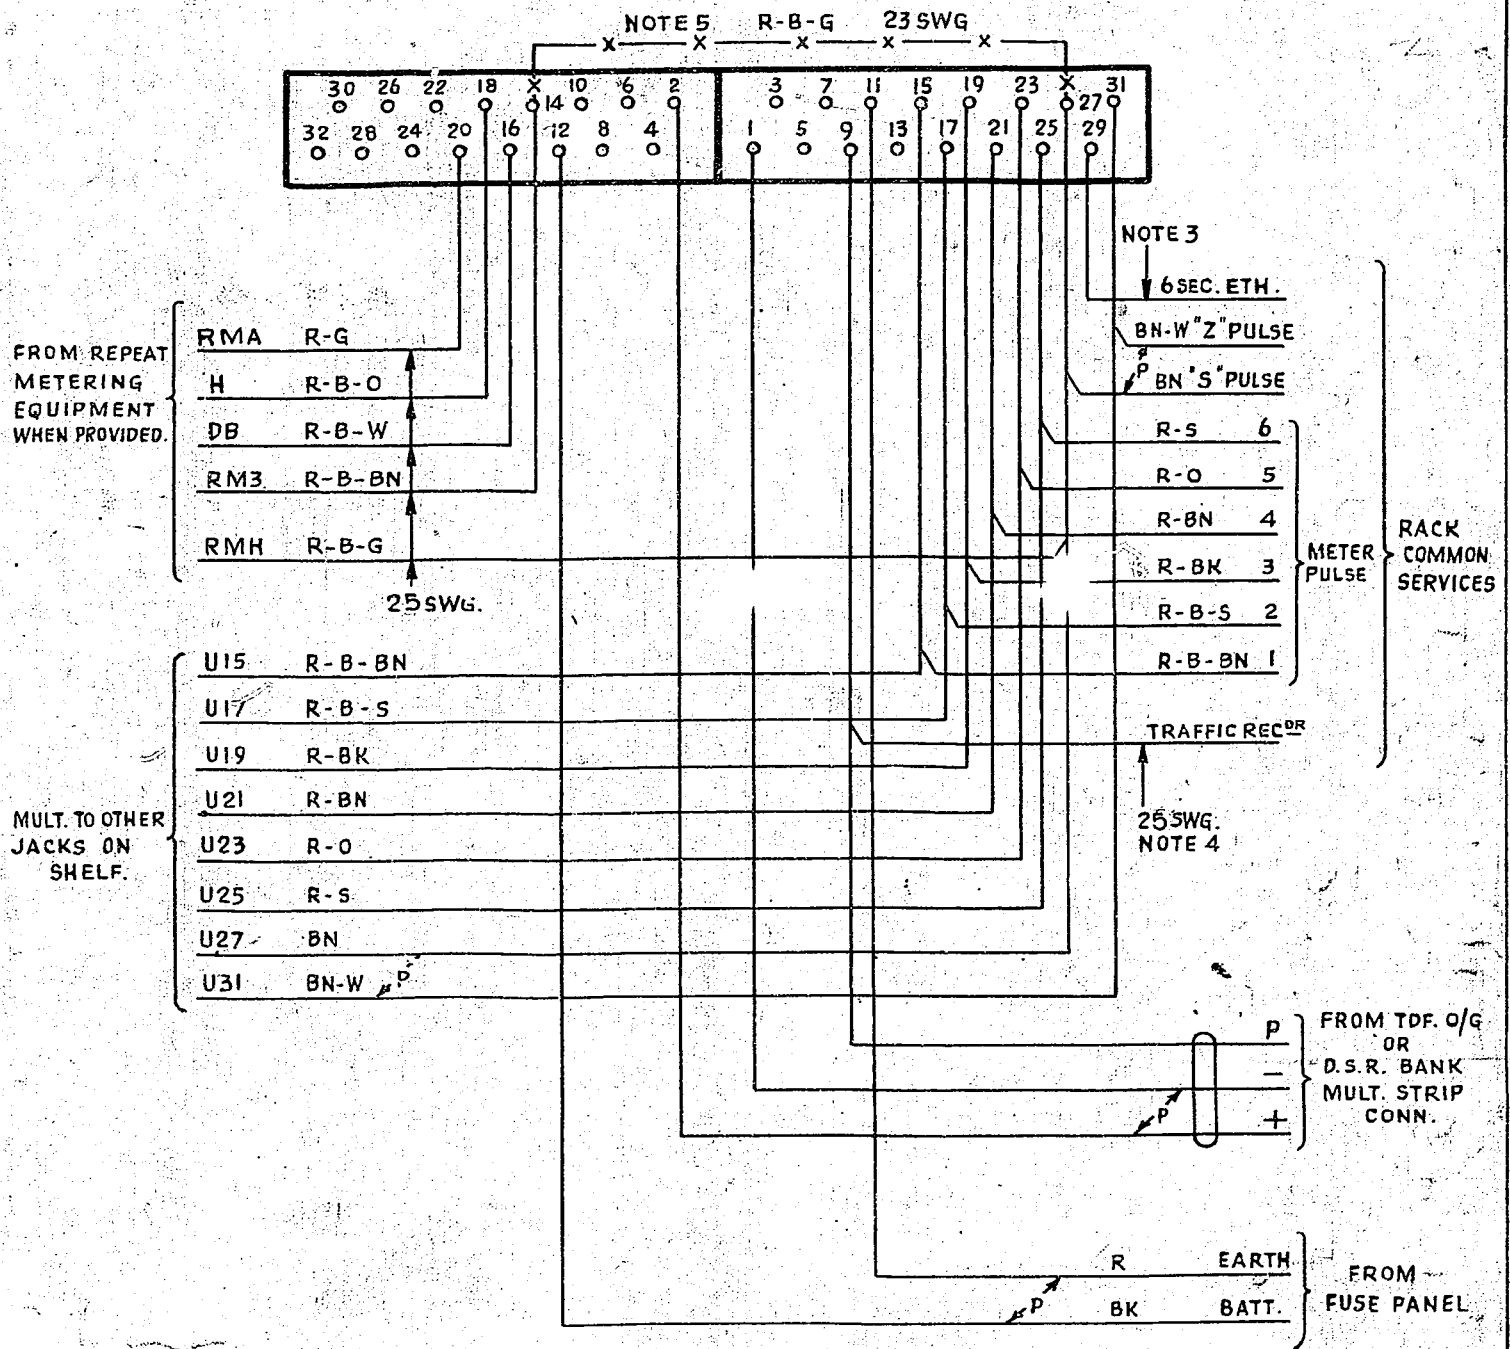 NOTE 5 R-B-G 23 SWG
X X X X X
30 26 22 18 X 10 6 2 3 7 11 15 19 23 X 31
14 27
32 28 24 20 16 12 8 4 1 5 9 13 17 21 25 29
NOTE 3
6 SEC. ETH.
BN-W "Z" PULSE
P
BN "S" PULSE
R-S 6
R-O 5
R-BN 4
R-BK 3
R-B-S 2
R-B-BN 1
METER
PULSE
TRAFFIC RECDR
25 SWG.
NOTE 4
RACK
COMMON
SERVICES
FROM REPEAT
METERING
EQUIPMENT
WHEN PROVIDED.
RMA R-G
H R-B-O
DB R-B-W
RM3 R-B-BN
RMH R-B-G
25 SWG.
MULT. TO OTHER
JACKS ON
SHELF.
U15 R-B-BN
U17 R-B-S
U19 R-BK
U21 R-BN
U23 R-O
U25 R-S
U27 BN
U31 BN-W P
P
−
P
+
FROM TDF. O/G
OR
D.S.R. BANK
MULT. STRIP
CONN.
R EARTH
P
BK BATT.
FROM
FUSE PANEL